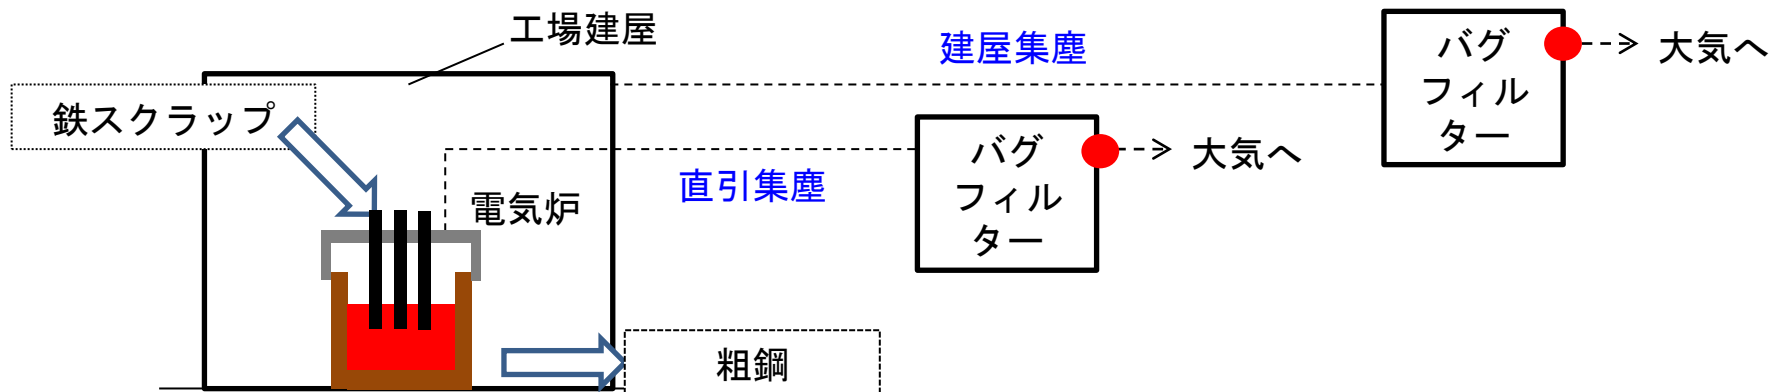 工場建屋
建屋集塵
バグ
フィル
ター
大気へ
鉄スクラップ
バグ
フィル
ター
大気へ
直引集塵
電気炉
粗鋼